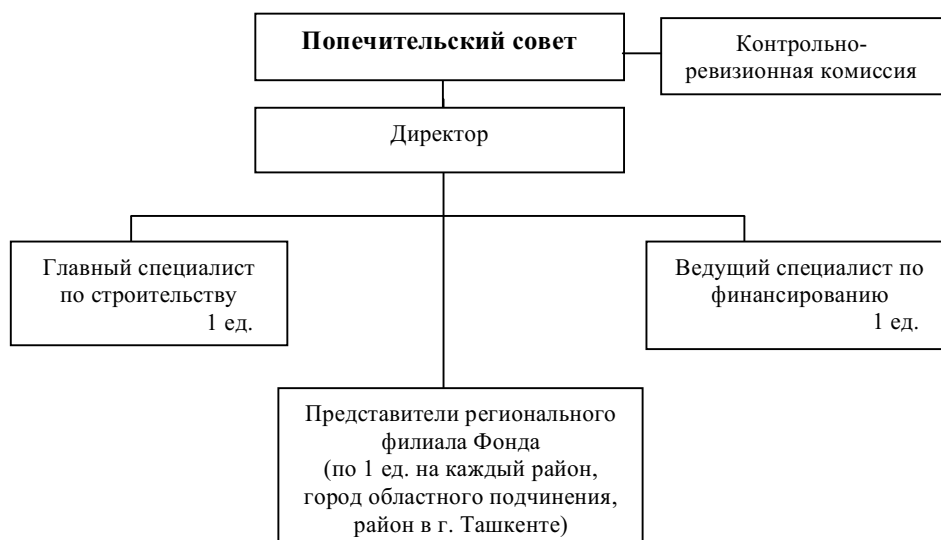 Попечительский совет
Контрольно-
ревизионная комиссия
Директор
Главный специалист
по строительству
1 ед.
Ведущий специалист по
финансированию
1 ед.
Представители регионального
филиала Фонда
(по 1 ед. на каждый район,
город областного подчинения,
район в г. Ташкенте)